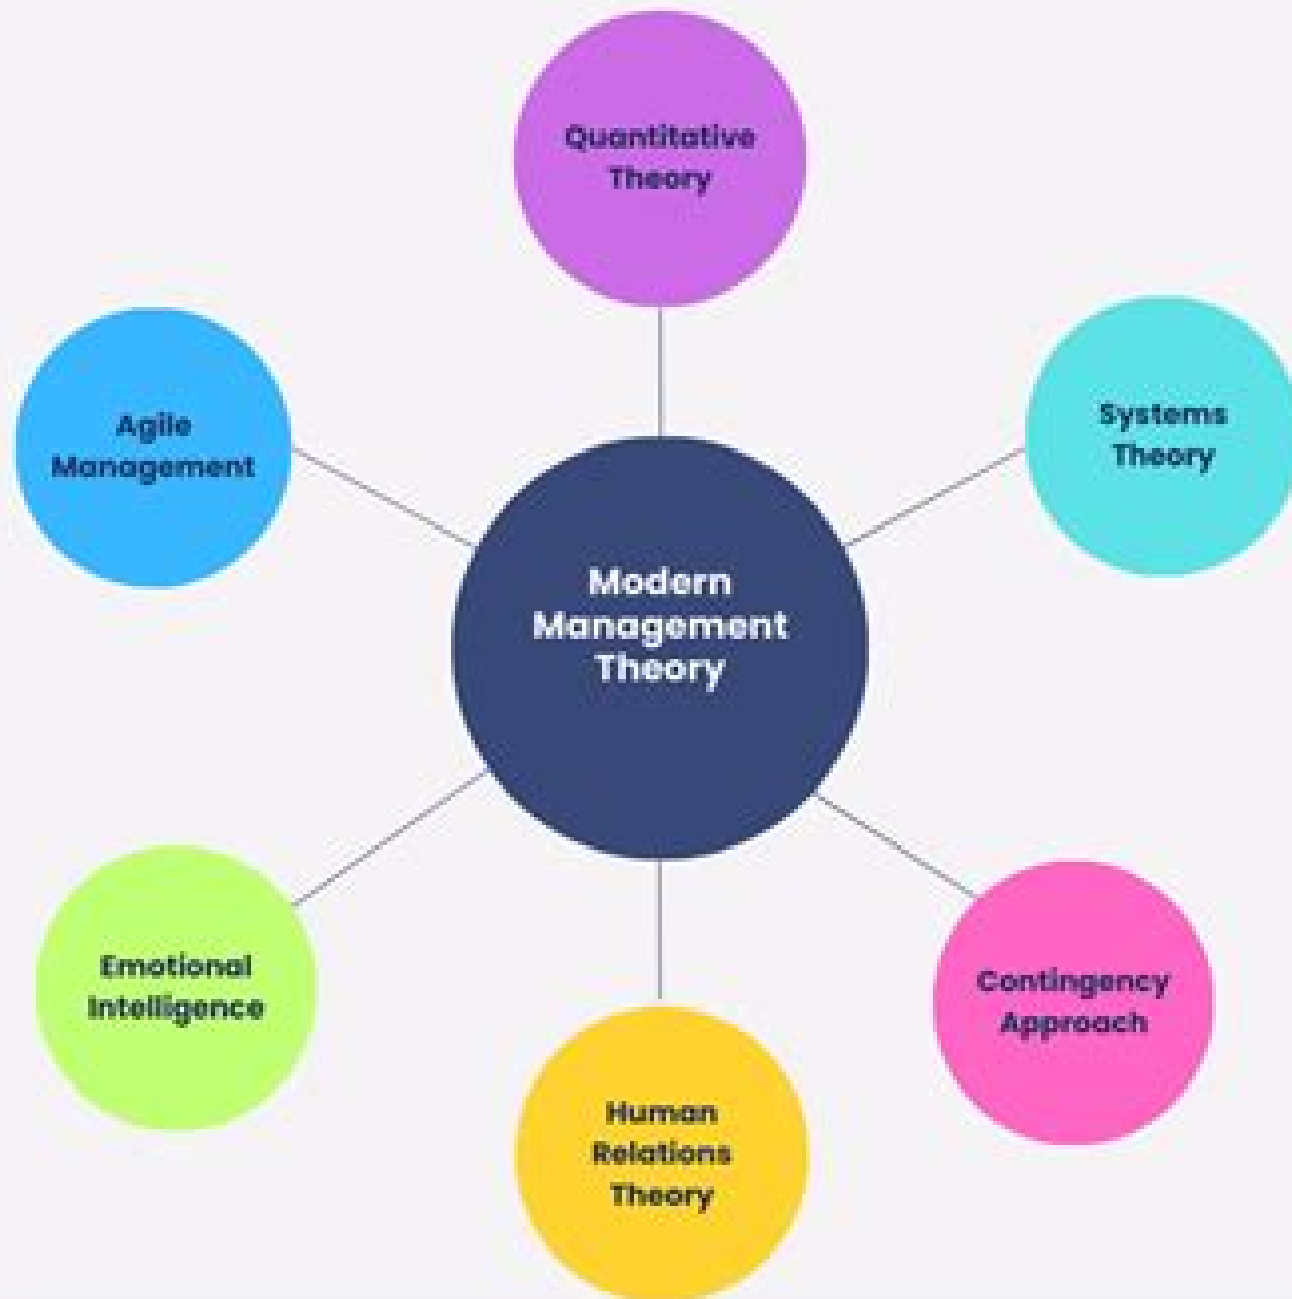 Quantitative
Theory
Agile
Management
Systems
Theory
Modern
Management
Theory
Emotional
Intelligence
Contingency
Approach
Human
Relations
Theory